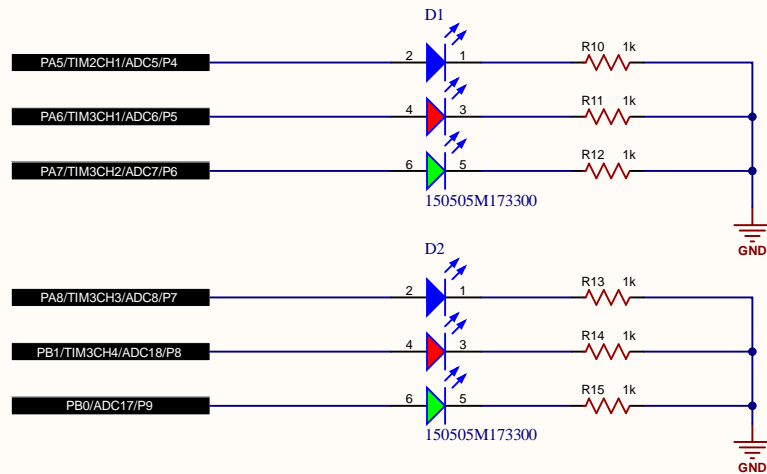 D1
PA5/TIM2CH1/ADC5/P4 2 1 R10 1k
PA6/TIM3CH1/ADC6/P5 4 3 R11 1k
PA7/TIM3CH2/ADC7/P6 6 5 R12 1k
150505M173300
GND
D2
PA8/TIM3CH3/ADC8/P7 2 1 R13 1k
PB1/TIM3CH4/ADC18/P8 4 3 R14 1k
PB0/ADC17/P9 6 5 R15 1k
150505M173300
GND